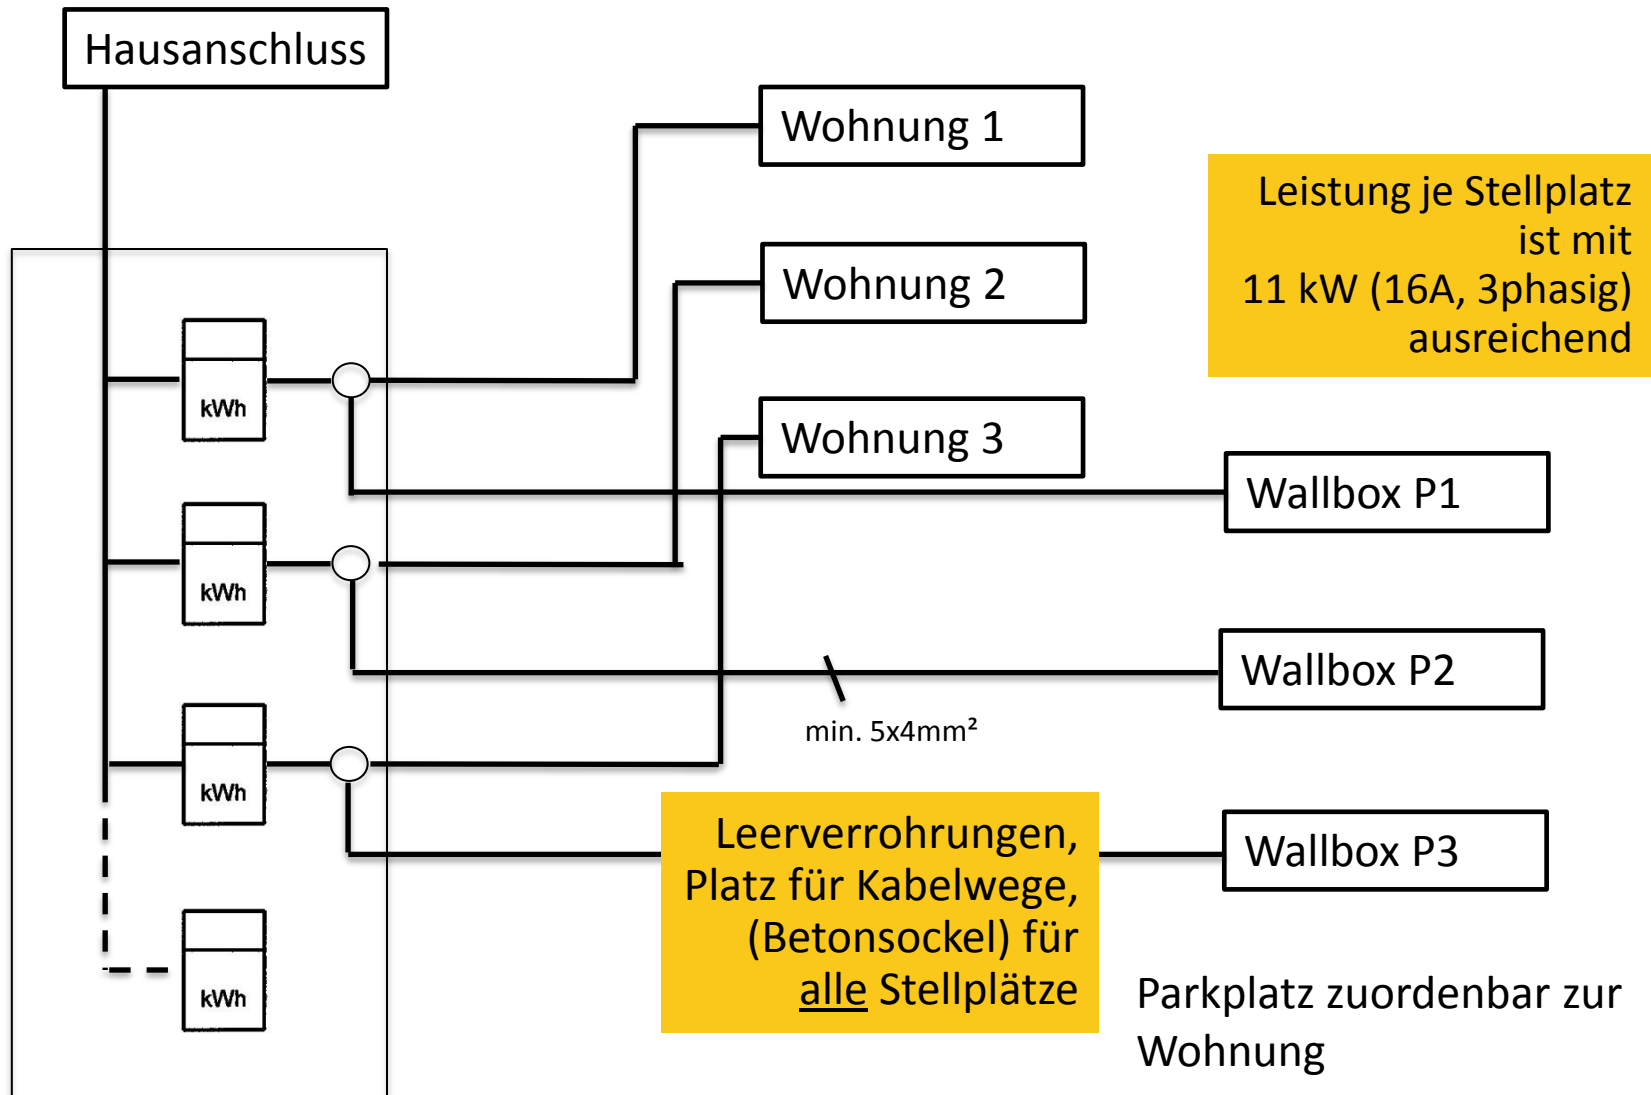 Hausanschluss
Wohnung 1
Leistung je Stellplatz
ist mit
11 kW (16A, 3phasig)
ausreichend
Wohnung 2
kWh
Wohnung 3
Wallbox P1
kWh
Wallbox P2
min. 5x4mm²
kWh
Leerverrohrungen,
Platz für Kabelwege,
(Betonsockel) für
alle Stellplätze
Wallbox P3
kWh
Parkplatz zuordenbar zur
Wohnung